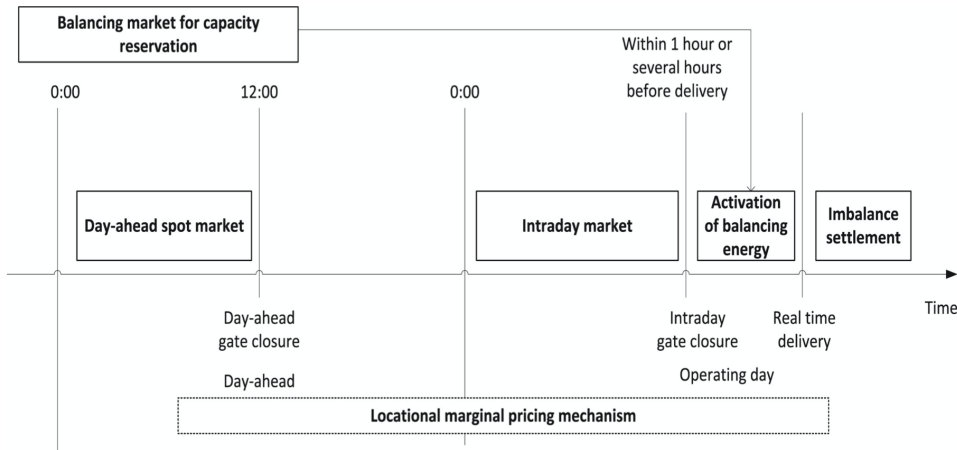 Balancing market for capacity
reservation
Within 1 hour or
several hours
before delivery
0:00
12:00
0:00
Day-ahead spot market
Intraday market
Activation
of balancing
energy
Imbalance
settlement
Time
Day-ahead
gate closure
Intraday
gate closure
Real time
delivery
Day-ahead
Operating day
Locational marginal pricing mechanism